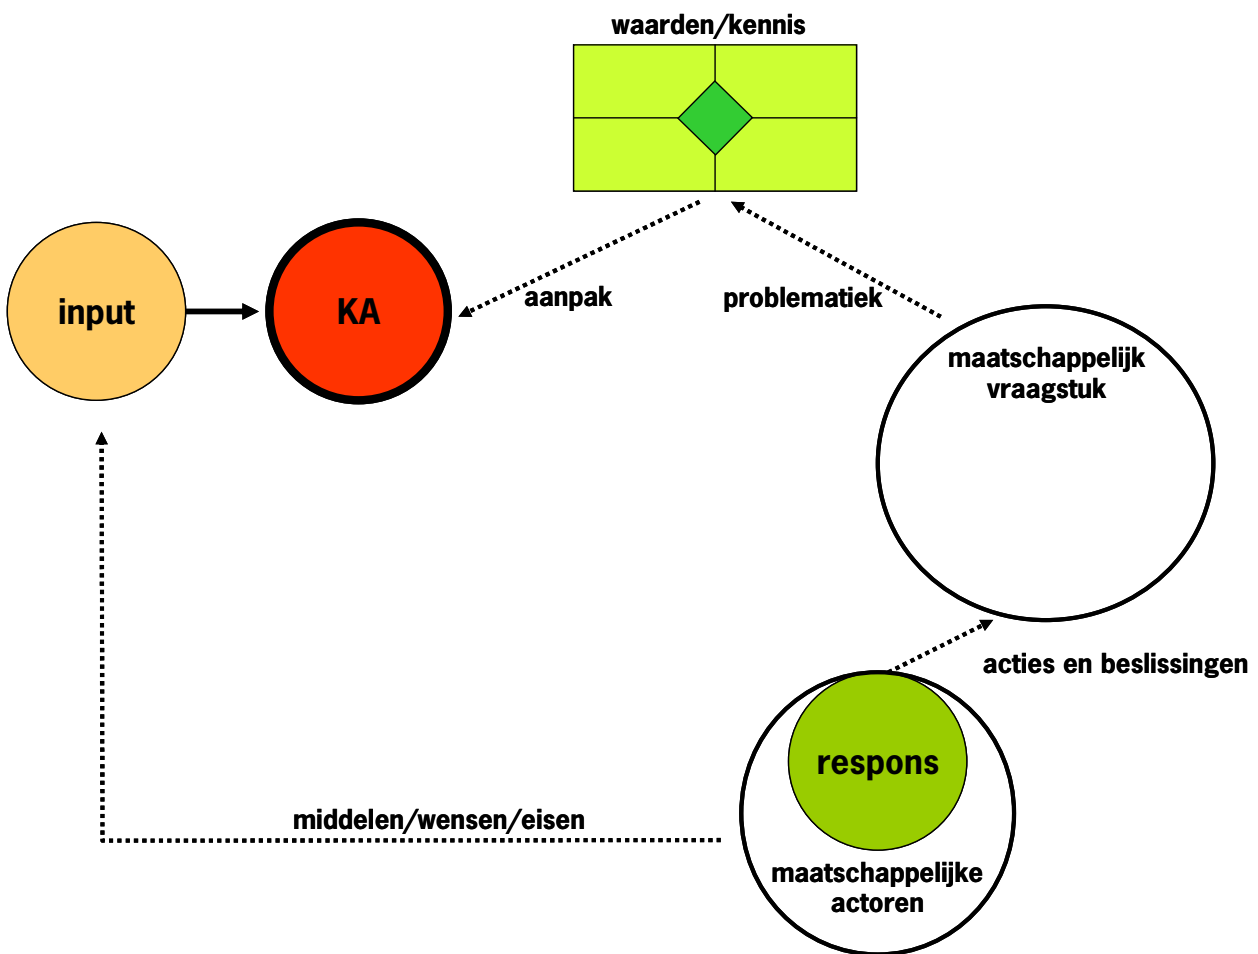 waarden/kennis
input
KA
aanpak
problematiek
maatschappelijk
vraagstuk
acties en beslissingen
respons
middelen/wensen/eisen
maatschappelijke
actoren